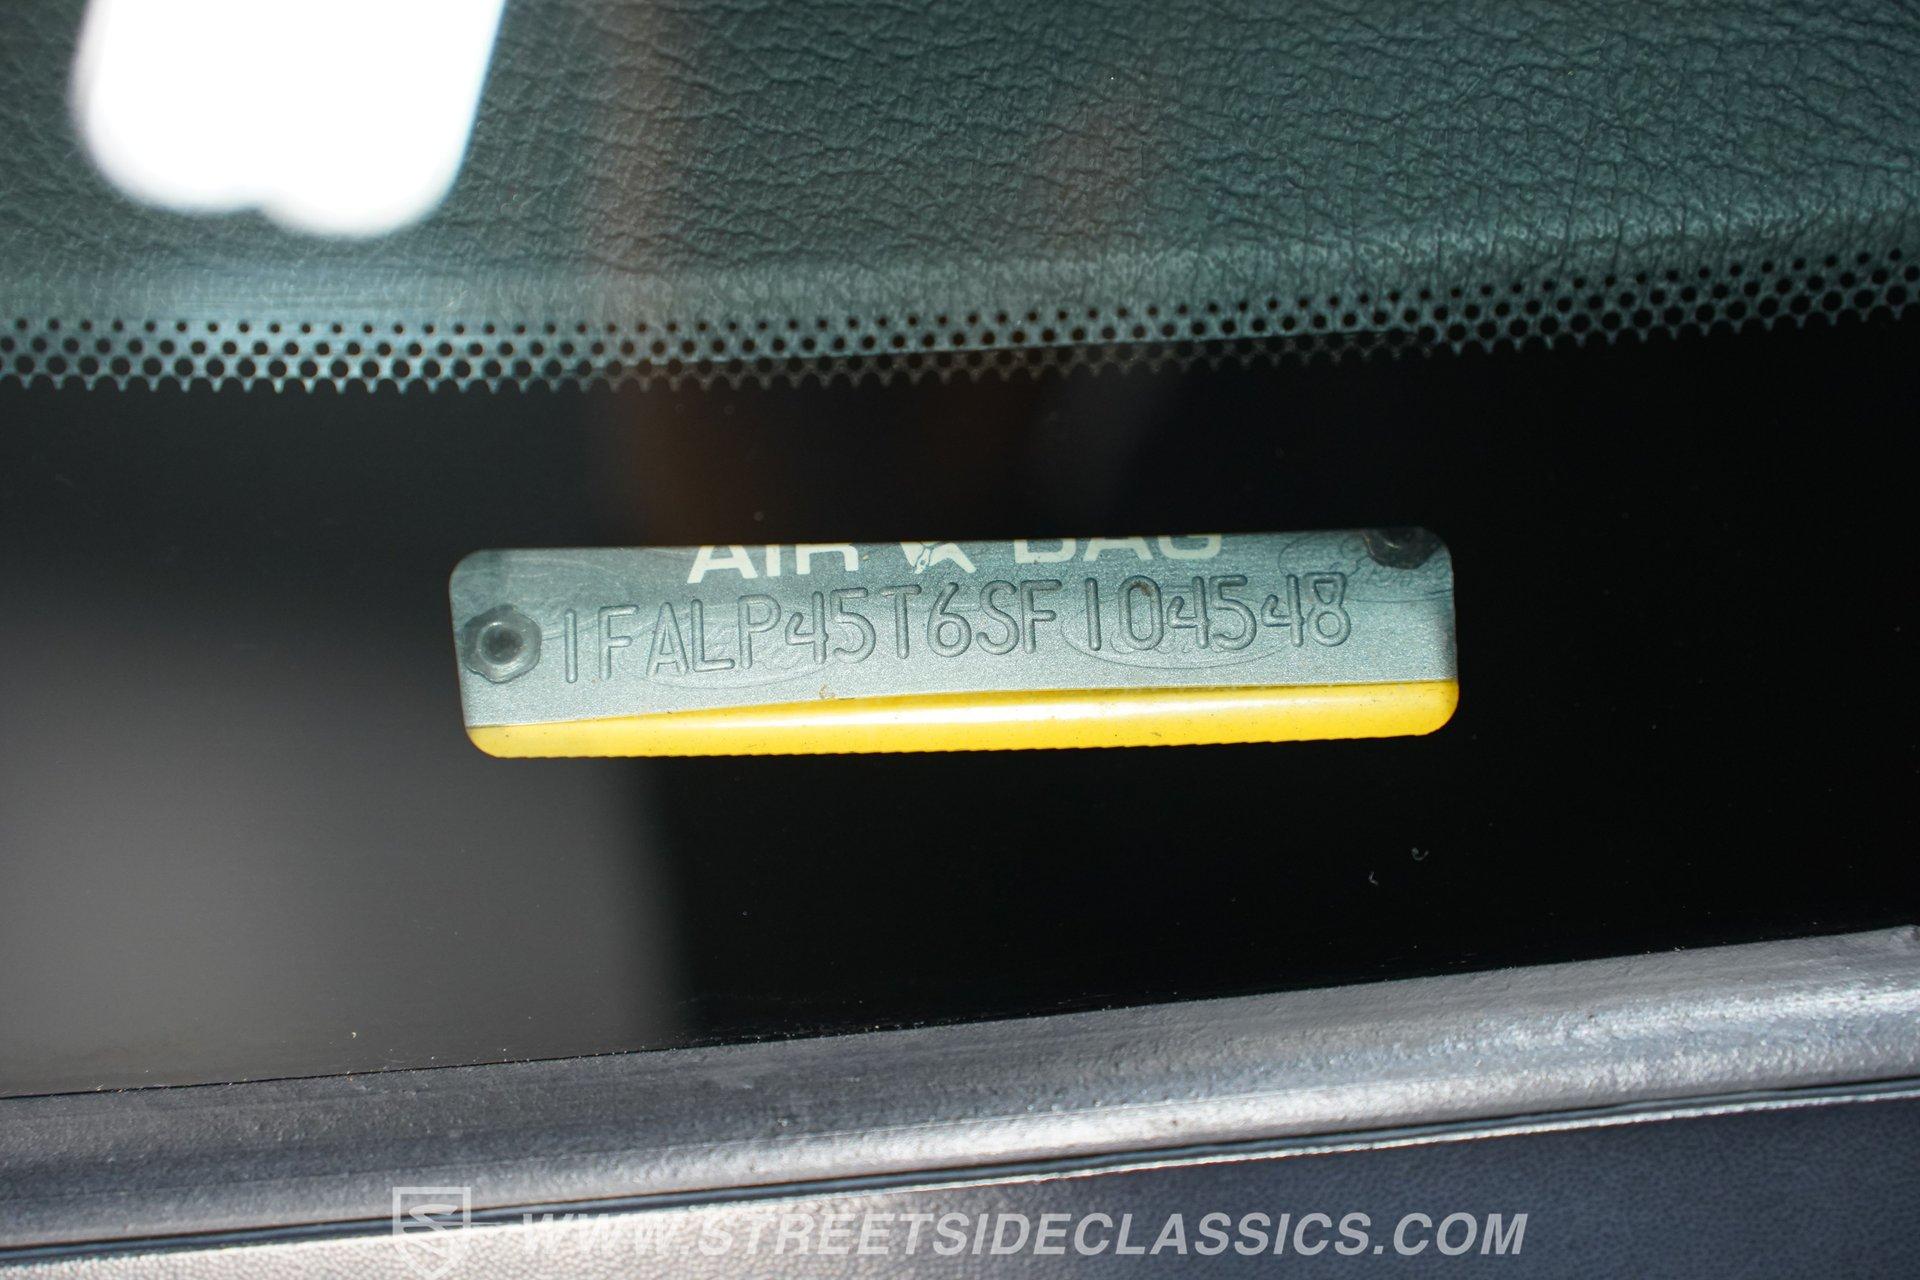 AIR BAG
1FALP45T6SF104548
WWW.STREETSIDECLASSICS.COM